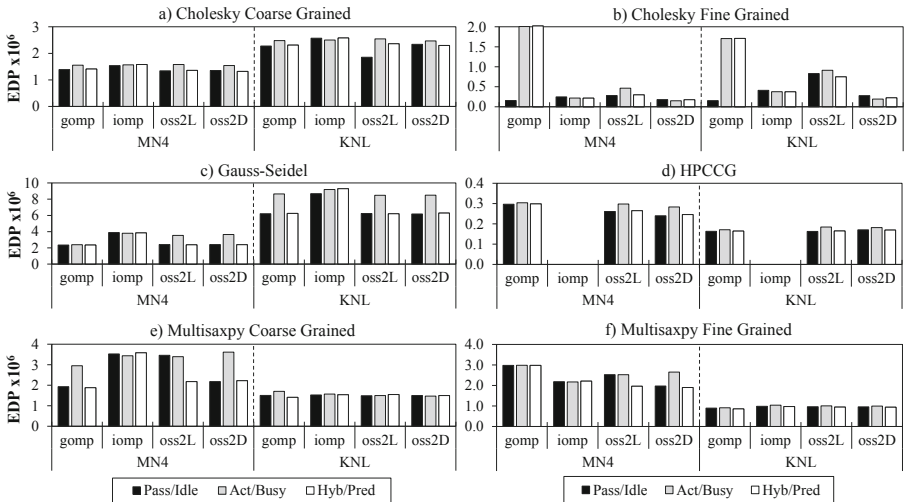 a) Cholesky Coarse Grained
EDP x10⁶
3
2
1
0
gomp iomp oss2L oss2D gomp iomp oss2L oss2D
MN4 KNL
b) Cholesky Fine Grained
2.0
1.5
1.0
0.5
0.0
gomp iomp oss2L oss2D gomp iomp oss2L oss2D
MN4 KNL
c) Gauss-Seidel
EDP x10⁶
10
8
6
4
2
0
gomp iomp oss2L oss2D gomp iomp oss2L oss2D
MN4 KNL
d) HPCCG
0.4
0.3
0.2
0.1
0.0
gomp iomp oss2L oss2D gomp iomp oss2L oss2D
MN4 KNL
e) Multisaxpy Coarse Grained
EDP x10⁶
4
3
2
1
0
gomp iomp oss2L oss2D gomp iomp oss2L oss2D
MN4 KNL
f) Multisaxpy Fine Grained
4.0
3.0
2.0
1.0
0.0
gomp iomp oss2L oss2D gomp iomp oss2L oss2D
MN4 KNL
Pass/Idle Act/Busy Hyb/Pred
Pass/Idle Act/Busy Hyb/Pred